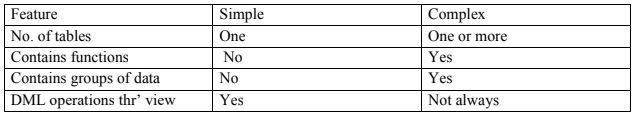 Feature Simple Complex
No. of tables One One or more
Contains functions No Yes
Contains groups of data No Yes
DML operations thr’ view Yes Not always